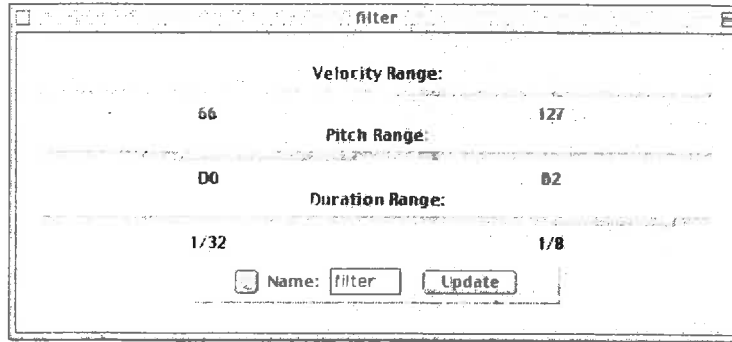 filter
Velocity Range:
66 127
Pitch Range:
D0 B2
Duration Range:
1/32 1/8
Name: filter Update